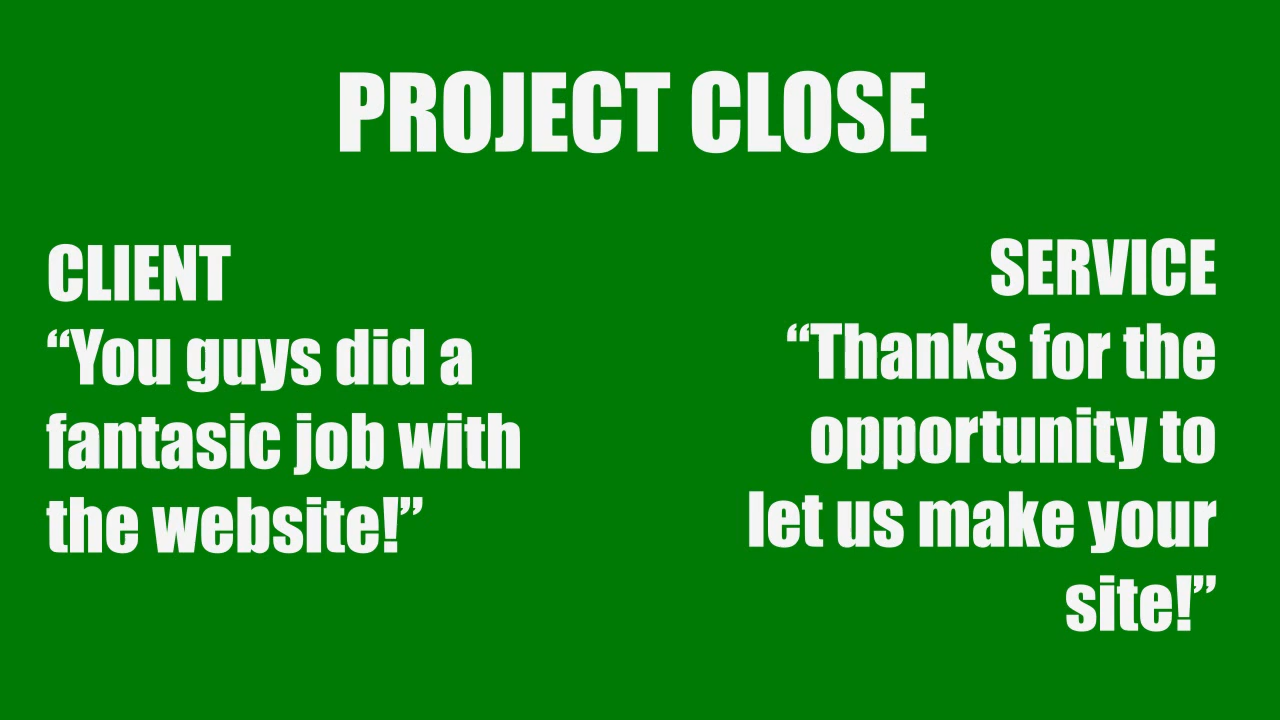 PROJECT CLOSE
CLIENT
“You guys did a
fantasic job with
the website!”
SERVICE
“Thanks for the
opportunity to
let us make your
site!”